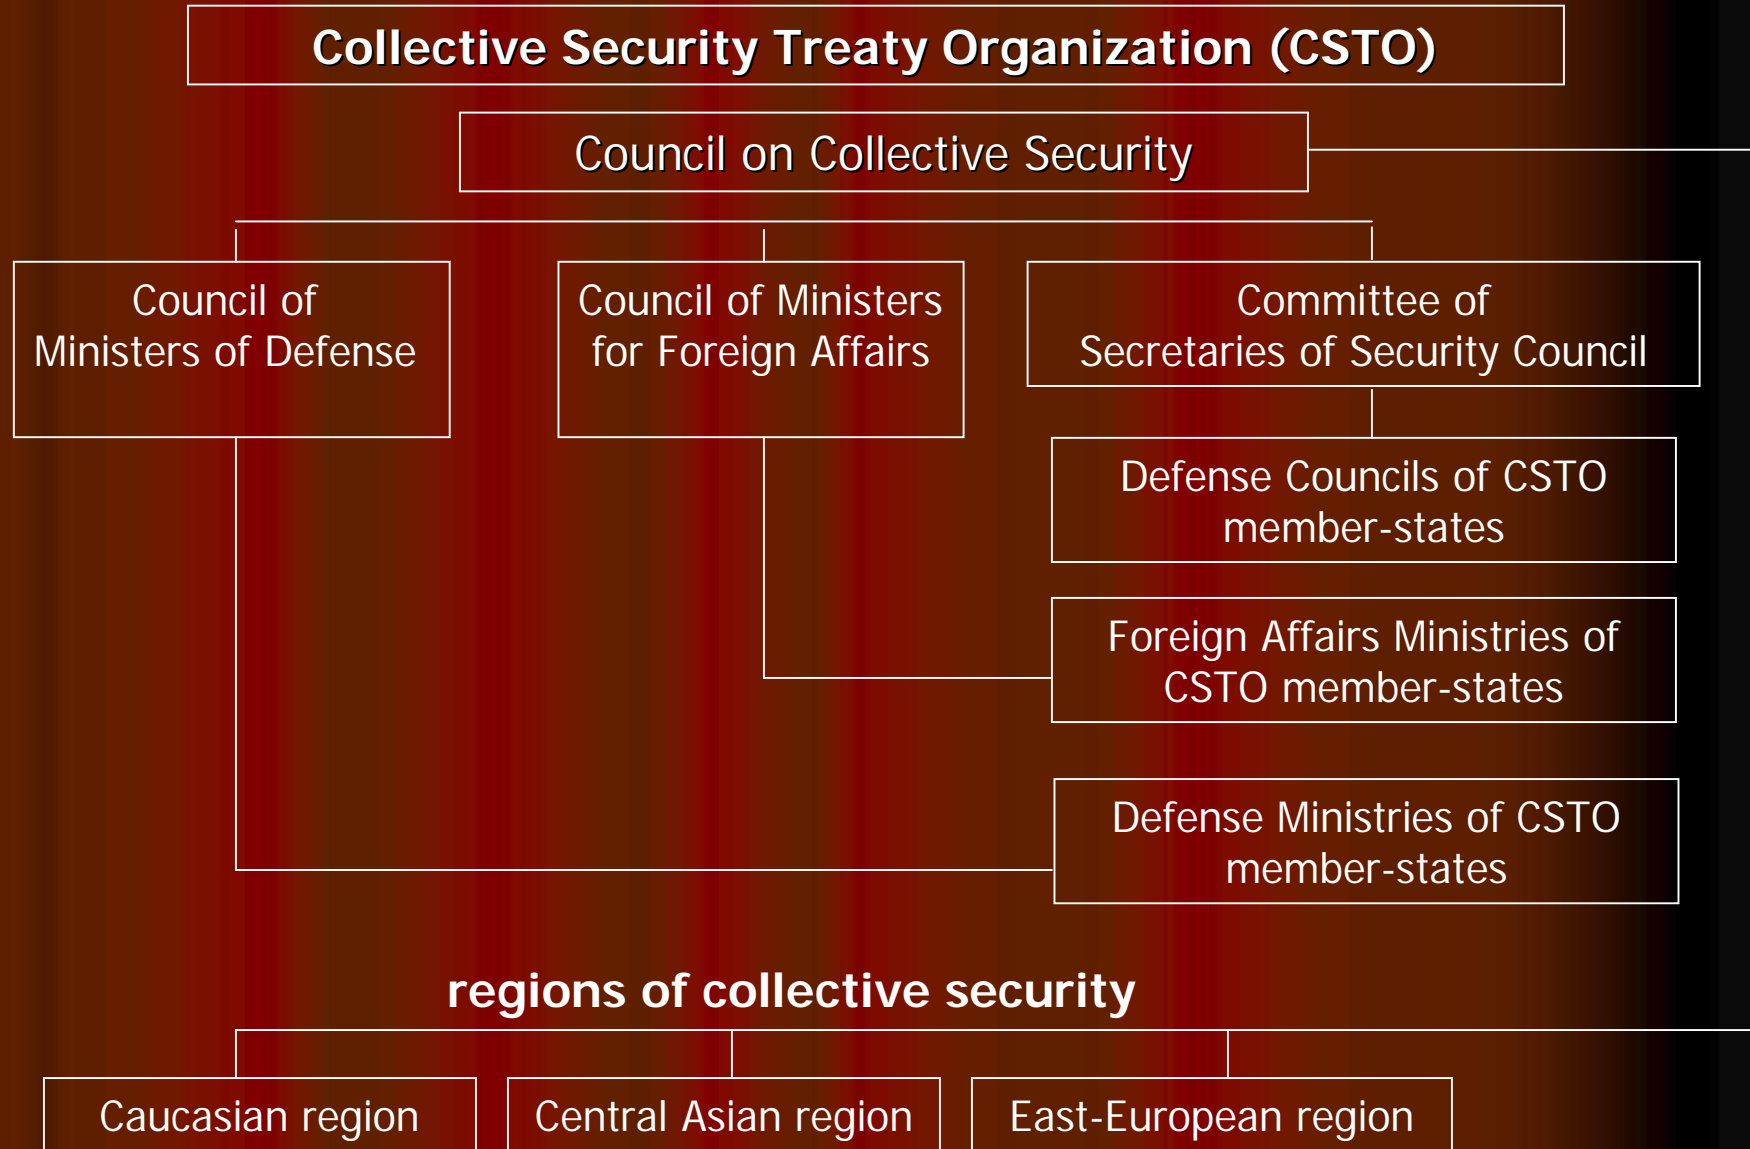 Collective Security Treaty Organization (CSTO)
Council on Collective Security
Council of
Ministers of Defense
Council of Ministers
for Foreign Affairs
Committee of
Secretaries of Security Council
Defense Councils of CSTO
member-states
Foreign Affairs Ministries of
CSTO member-states
Defense Ministries of CSTO
member-states
regions of collective security
Caucasian region
Central Asian region
East-European region